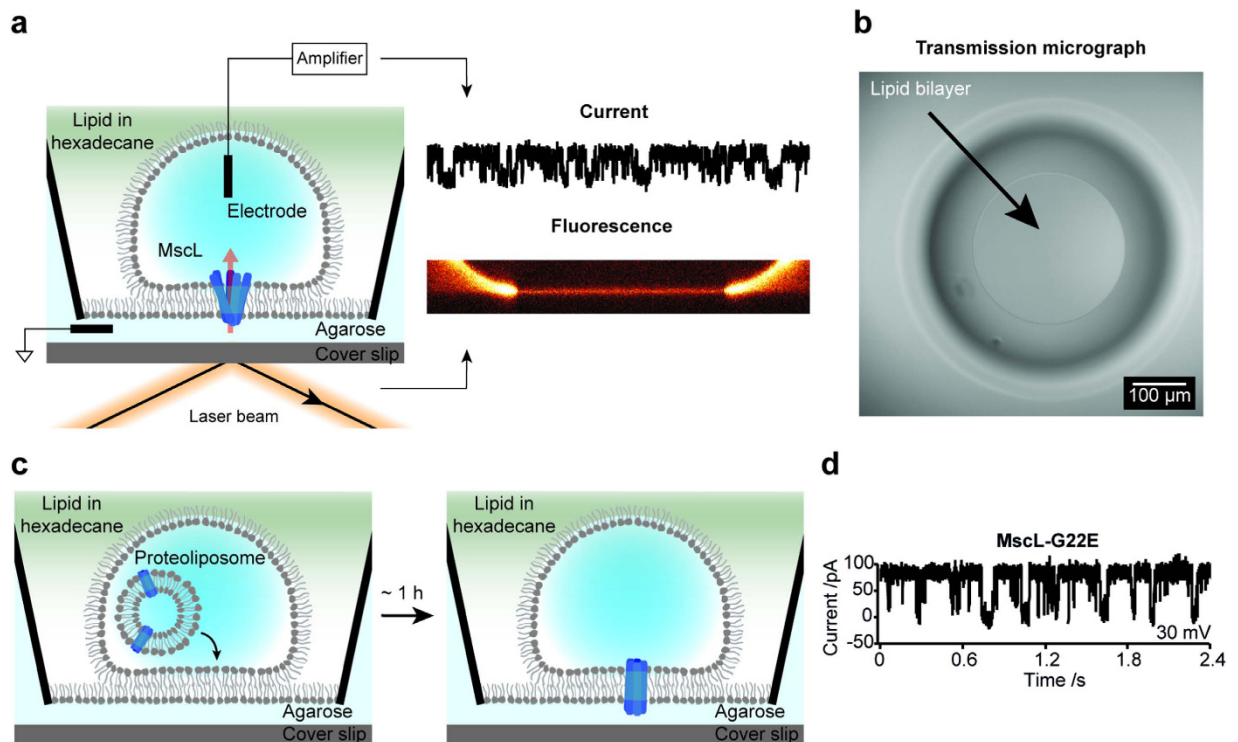 a
Amplifier
Lipid in
hexadecane
Electrode
MscL
Agarose
Cover slip
Laser beam
Current
Fluorescence
b
Transmission micrograph
Lipid bilayer
100 µm
c
Lipid in
hexadecane
Proteoliposome
Agarose
Cover slip
~ 1 h
Lipid in
hexadecane
Agarose
Cover slip
d
MscL-G22E
Current /pA
100
50
0
-50
30 mV
0 0.6 1.2 1.8 2.4
Time /s